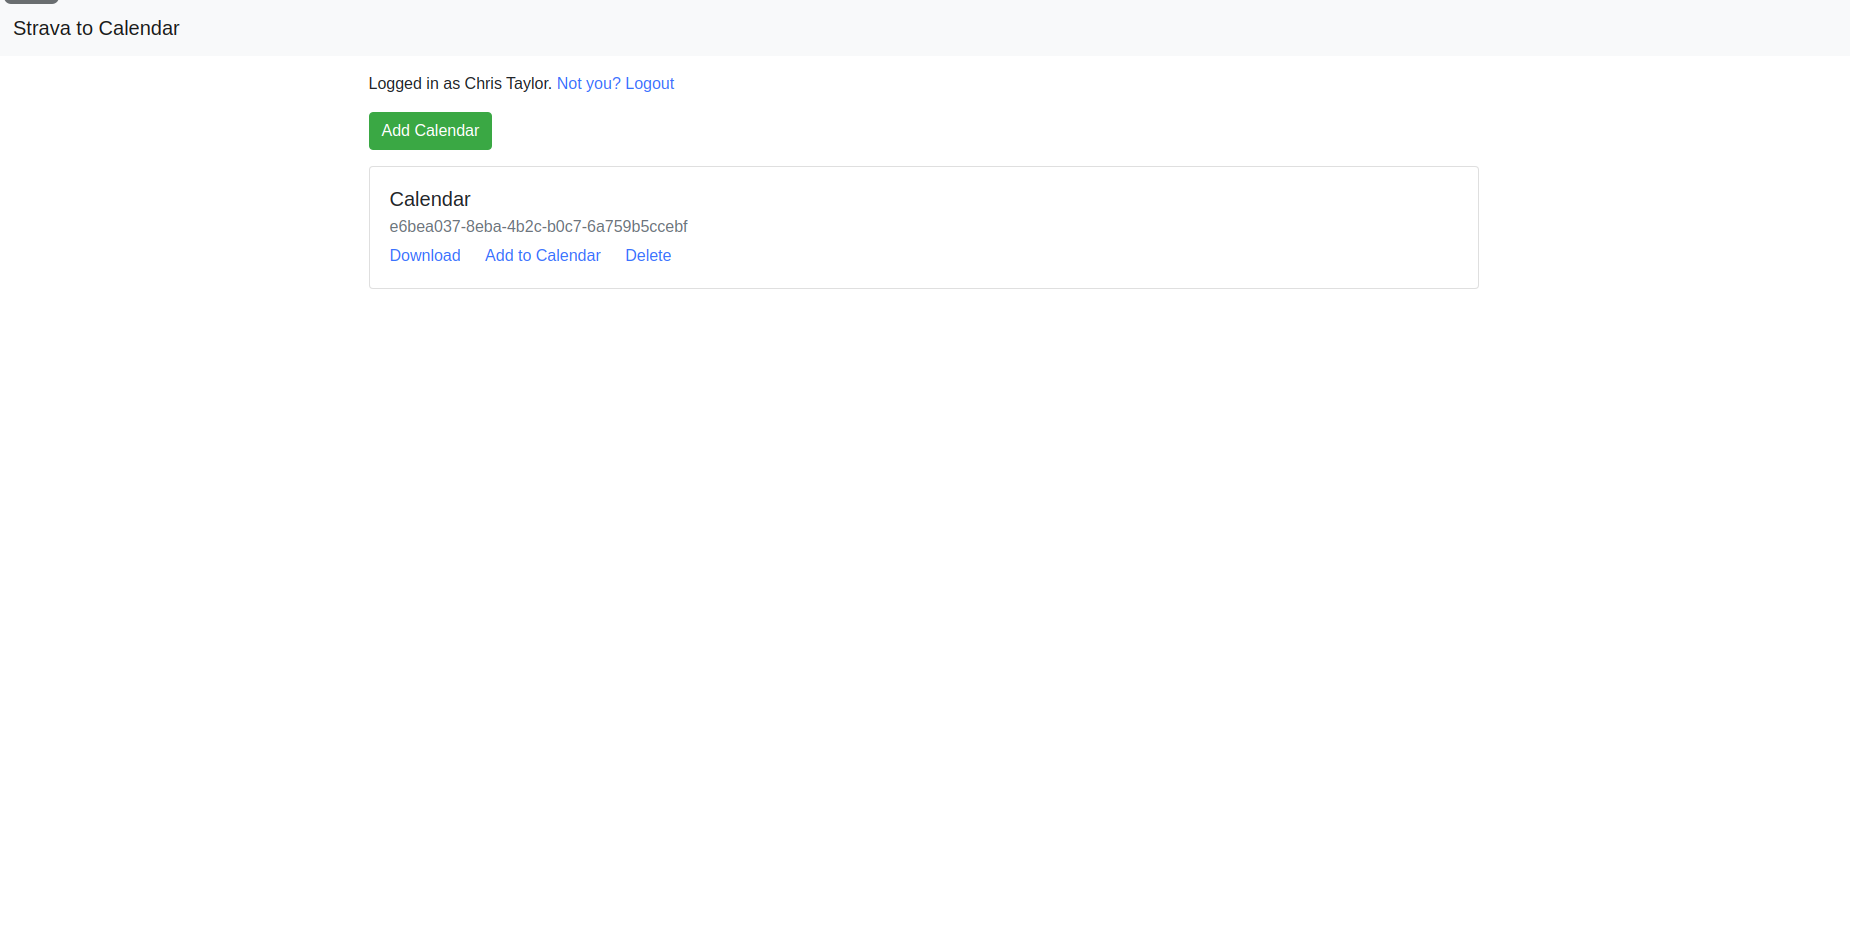 Strava to Calendar
Logged in as Chris Taylor. Not you? Logout
Add Calendar
Calendar
e6bea037-8eba-4b2c-b0c7-6a759b5ccebf
Download Add to Calendar Delete